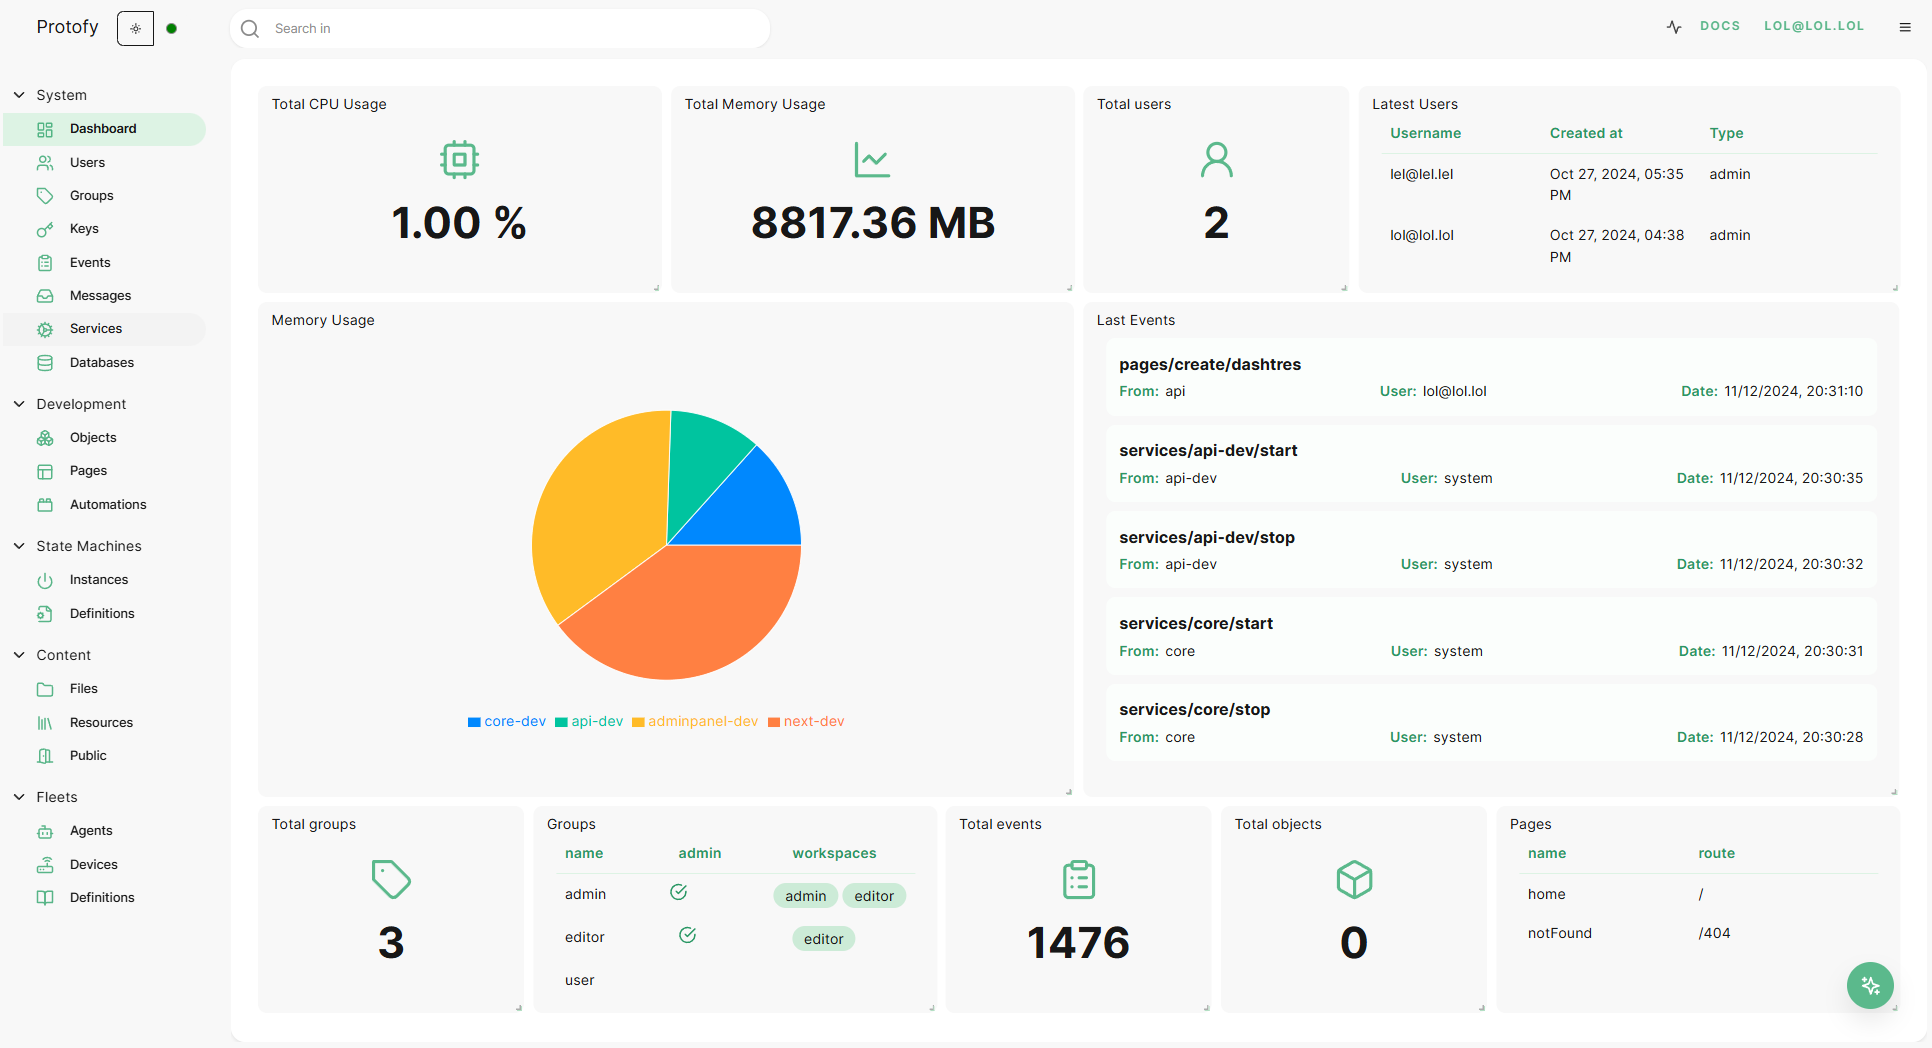 Protofy
Search in
DOCS
LOL@LOL.LOL
System
Dashboard
Users
Groups
Keys
Events
Messages
Services
Databases
Development
Objects
Pages
Automations
State Machines
Instances
Definitions
Content
Files
Resources
Public
Fleets
Agents
Devices
Definitions
Total CPU Usage
1.00 %
Total Memory Usage
8817.36 MB
Total users
2
Latest Users
Username Created at Type
lel@lel.lel Oct 27, 2024, 05:35 admin
PM
lol@lol.lol Oct 27, 2024, 04:38 admin
PM
Memory Usage
core-dev api-dev adminpanel-dev next-dev
Last Events
pages/create/dashtres
From: api User: lol@lol.lol Date: 11/12/2024, 20:31:10
services/api-dev/start
From: api-dev User: system Date: 11/12/2024, 20:30:35
services/api-dev/stop
From: api-dev User: system Date: 11/12/2024, 20:30:32
services/core/start
From: core User: system Date: 11/12/2024, 20:30:31
services/core/stop
From: core User: system Date: 11/12/2024, 20:30:28
Total groups
3
Groups
name admin workspaces
admin admin editor
editor editor
user
Total events
1476
Total objects
0
Pages
name route
home /
notFound /404